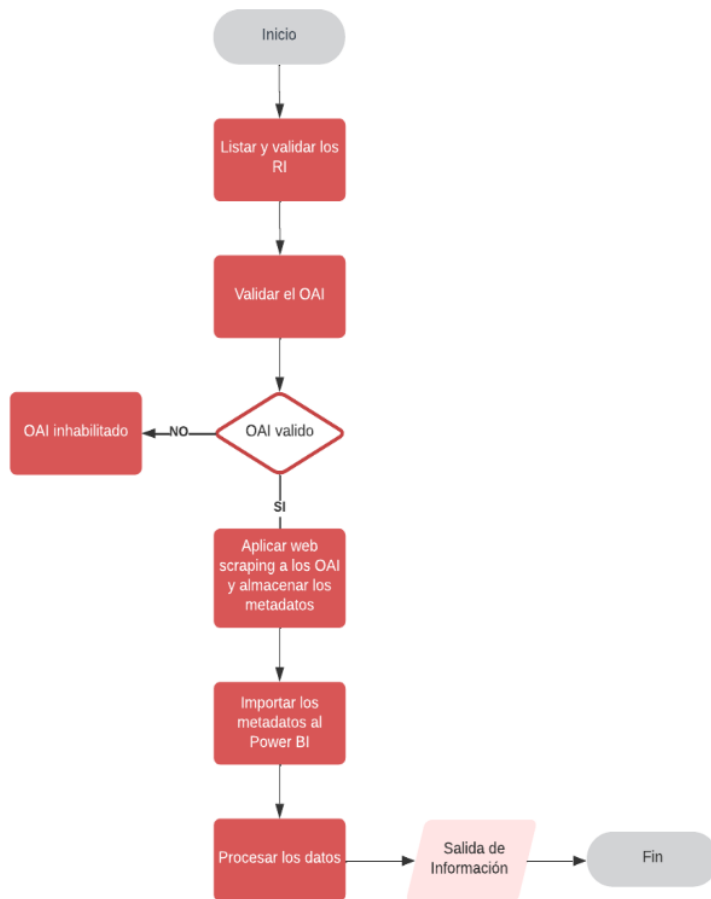 Inicio
Listar y validar los
RI
Validar el OAI
OAI inhabilitado
NO
OAI valido
SI
Aplicar web
scraping a los OAI
y almacenar los
metadatos
Importar los
metadatos al
Power BI
Procesar los datos
Salida de
Información
Fin